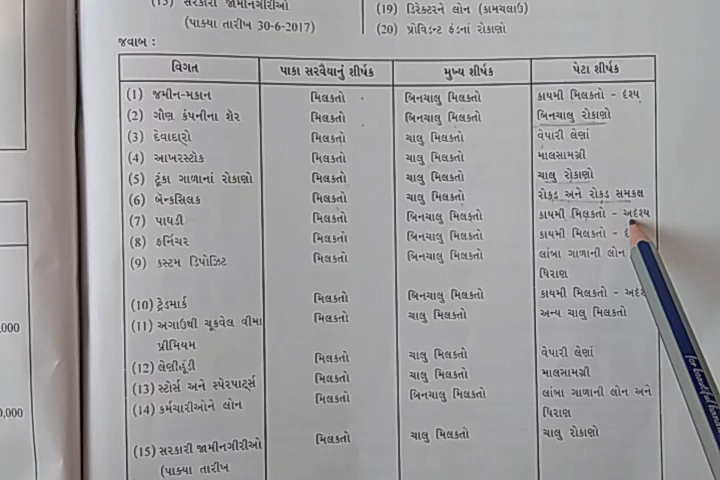 (15) સરકારી જામીનગીરીઓ
(પાક્યા તારીખ 30-6-2017)
(19) ડિરેક્ટરને લોન (કામચલાઉ)
(20) પ્રોવિડન્ટ ફંડનાં રોકાણો
જવાબ :
વિગત પાકા સરવૈયાનું શીર્ષક મુખ્ય શીર્ષક પેટા શીર્ષક
(1) જમીન-મકાન મિલકતો બિનચાલુ મિલકતો કાયમી મિલકતો - દૃશ્ય
(2) ગૌણ કંપનીના શેર મિલકતો બિનચાલુ મિલકતો બિનચાલુ રોકાણો
(3) દેવાદારો મિલકતો ચાલુ મિલકતો વેપારી લેણાં
(4) આખરસ્ટૉક મિલકતો ચાલુ મિલકતો માલસામગ્રી
(5) ટૂંકા ગાળાનાં રોકાણો મિલકતો ચાલુ મિલકતો ચાલુ રોકાણો
(6) બૅન્કસિલક મિલકતો ચાલુ મિલકતો રોકડ અને રોકડ સમકક્ષ
(7) પાઘડી મિલકતો બિનચાલુ મિલકતો કાયમી મિલકતો - અદૃશ્ય
(8) ફર્નિચર મિલકતો બિનચાલુ મિલકતો કાયમી મિલકતો -
(9) કસ્ટમ ડિપોઝિટ મિલકતો બિનચાલુ મિલકતો લાંબા ગાળાની લોન
ધિરાણ
(10) ટ્રેડમાર્ક મિલકતો બિનચાલુ મિલકતો કાયમી મિલકતો -
(11) અગાઉથી ચૂકવેલ વીમા મિલકતો ચાલુ મિલકતો અન્ય ચાલુ મિલકતો
પ્રીમિયમ
(12) લેણીહૂંડી મિલકતો ચાલુ મિલકતો વેપારી લેણાં
(13) સ્ટોર્સ અને સ્પેરપાર્ટ્સ મિલકતો ચાલુ મિલકતો માલસામગ્રી
(14) કર્મચારીઓને લોન મિલકતો બિનચાલુ મિલકતો લાંબા ગાળાની લોન અને
ધિરાણ
(15) સરકારી જામીનગીરીઓ મિલકતો ચાલુ મિલકતો ચાલુ રોકાણો
(પાક્યા તારીખ
,000
0,000
for beautiful